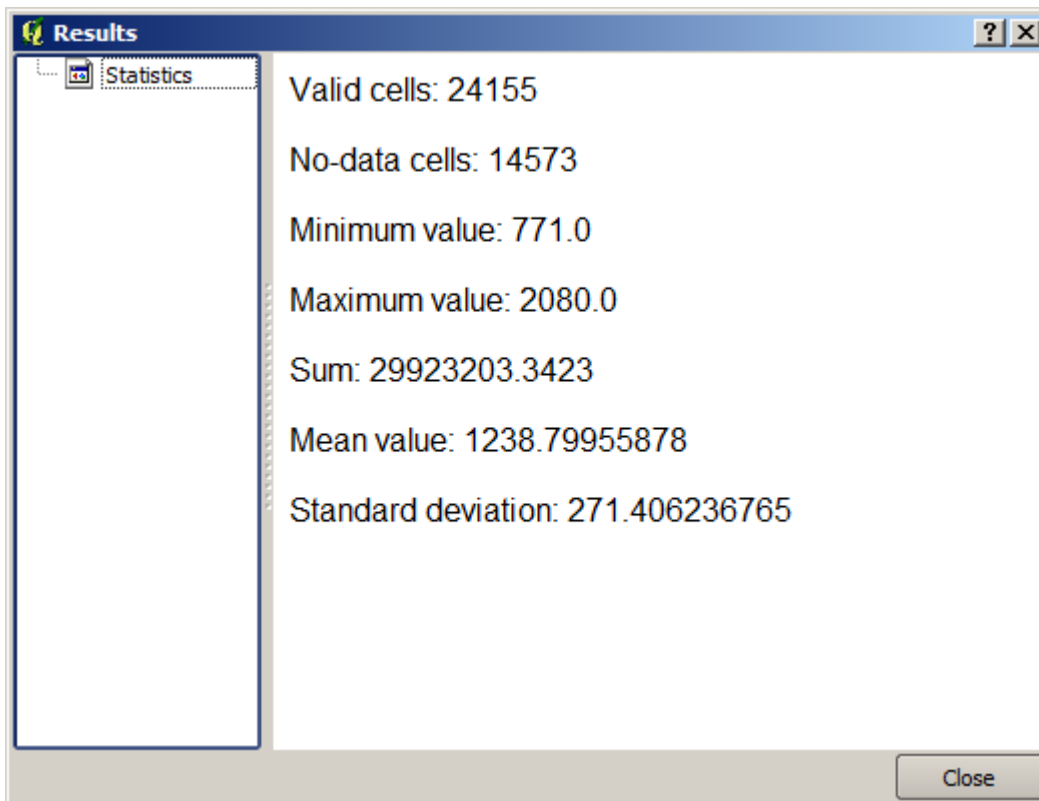 Results
Statistics
Valid cells: 24155
No-data cells: 14573
Minimum value: 771.0
Maximum value: 2080.0
Sum: 29923203.3423
Mean value: 1238.79955878
Standard deviation: 271.406236765
Close